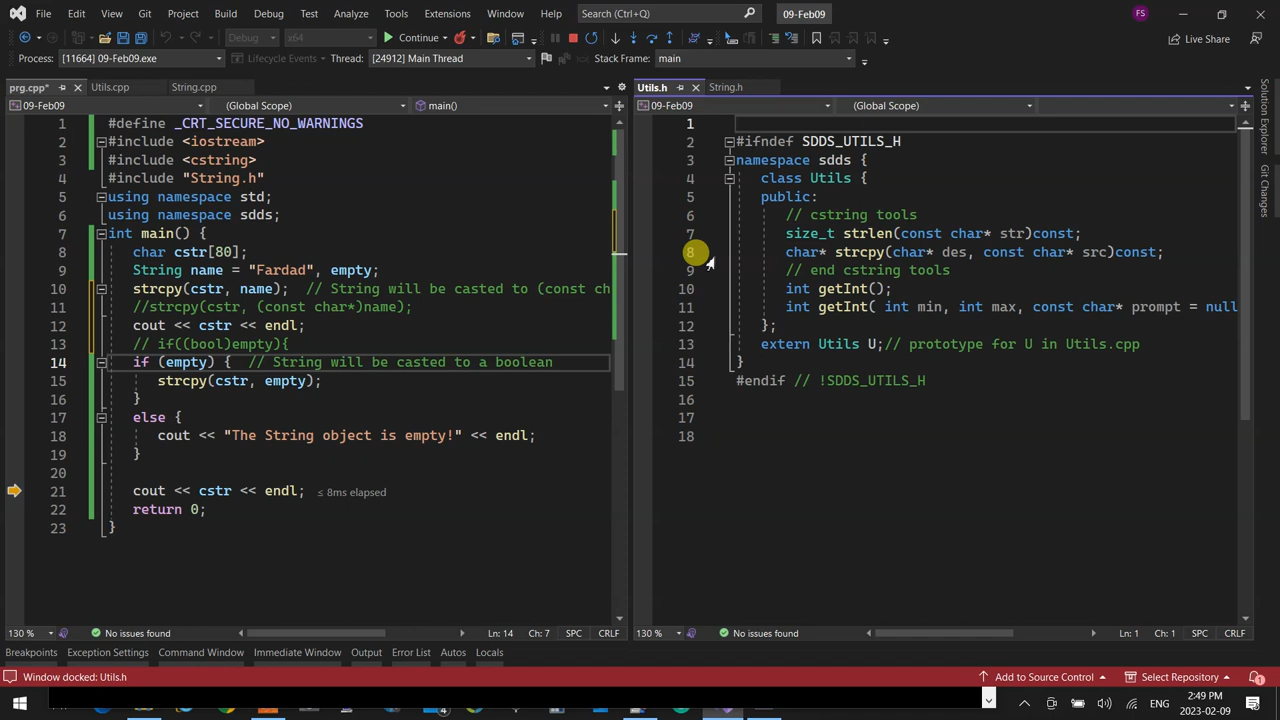 File Edit View Git Project Build Debug Test Analyze Tools Extensions Window Help Search (Ctrl+Q) 09-Feb09 FS
Debug x64 Continue Live Share
Process: [11664] 09-Feb09.exe Lifecycle Events Thread: [24912] Main Thread Stack Frame: main
prg.cpp* Utils.cpp String.cpp
09-Feb09 (Global Scope) main()
1 #define _CRT_SECURE_NO_WARNINGS
2 #include <iostream>
3 #include <cstring>
4 #include "String.h"
5 using namespace std;
6 using namespace sdds;
7 int main() {
8 char cstr[80];
9 String name = "Fardad", empty;
10 strcpy(cstr, name); // String will be casted to (const ch
11 //strcpy(cstr, (const char*)name);
12 cout << cstr << endl;
13 // if((bool)empty){
14 if (empty) { // String will be casted to a boolean
15 strcpy(cstr, empty);
16 }
17 else {
18 cout << "The String object is empty!" << endl;
19 }
20
21 cout << cstr << endl; ≤ 8ms elapsed
22 return 0;
23 }
130 % No issues found Ln: 14 Ch: 7 SPC CRLF
Utils.h String.h
09-Feb09 (Global Scope)
1
2 #ifndef SDDS_UTILS_H
3 namespace sdds {
4 class Utils {
5 public:
6 // cstring tools
7 size_t strlen(const char* str)const;
8 char* strcpy(char* des, const char* src)const;
9 // end cstring tools
10 int getInt();
11 int getInt( int min, int max, const char* prompt = null
12 };
13 extern Utils U;// prototype for U in Utils.cpp
14 }
15 #endif // !SDDS_UTILS_H
16
17
18
130 % No issues found Ln: 1 Ch: 1 SPC CRLF
Solution Explorer
Git Changes
Breakpoints Exception Settings Command Window Immediate Window Output Error List Autos Locals
Window docked: Utils.h Add to Source Control Select Repository 1
4 ENG 2:49 PM 2023-02-09